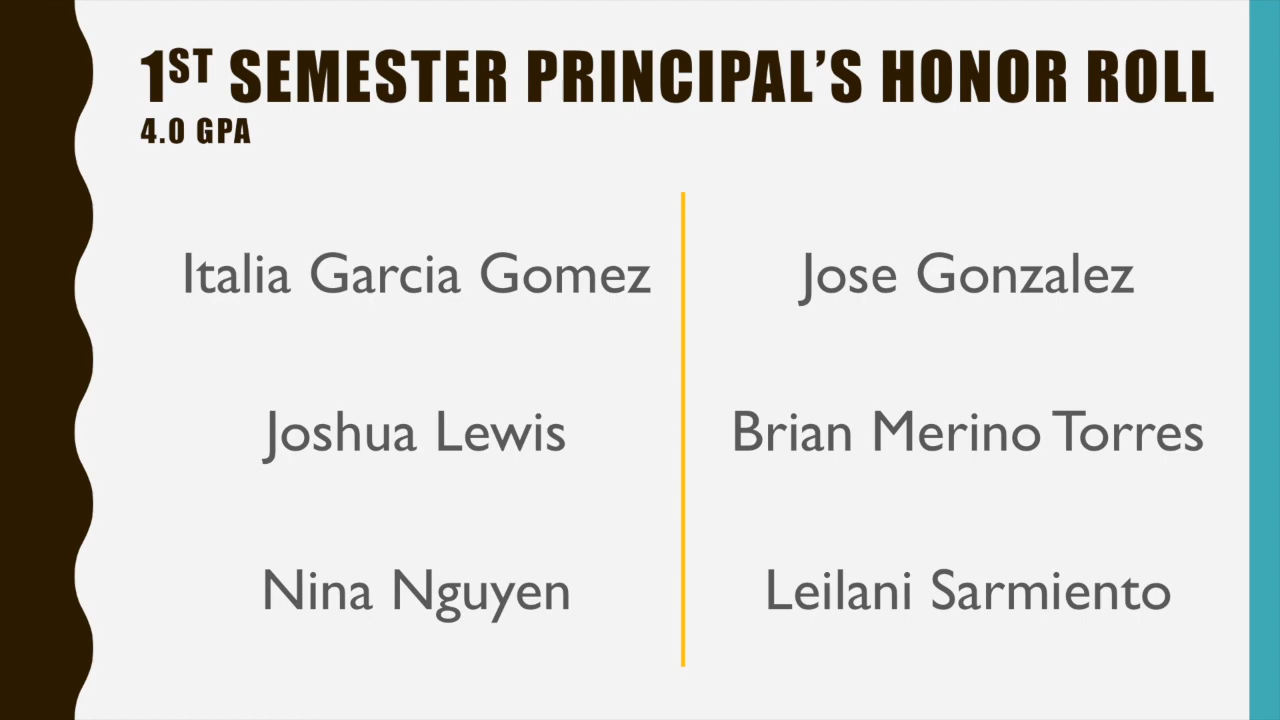 1ST SEMESTER PRINCIPAL’S HONOR ROLL
4.0 GPA
Italia Garcia Gomez
Jose Gonzalez
Joshua Lewis
Brian Merino Torres
Nina Nguyen
Leilani Sarmiento